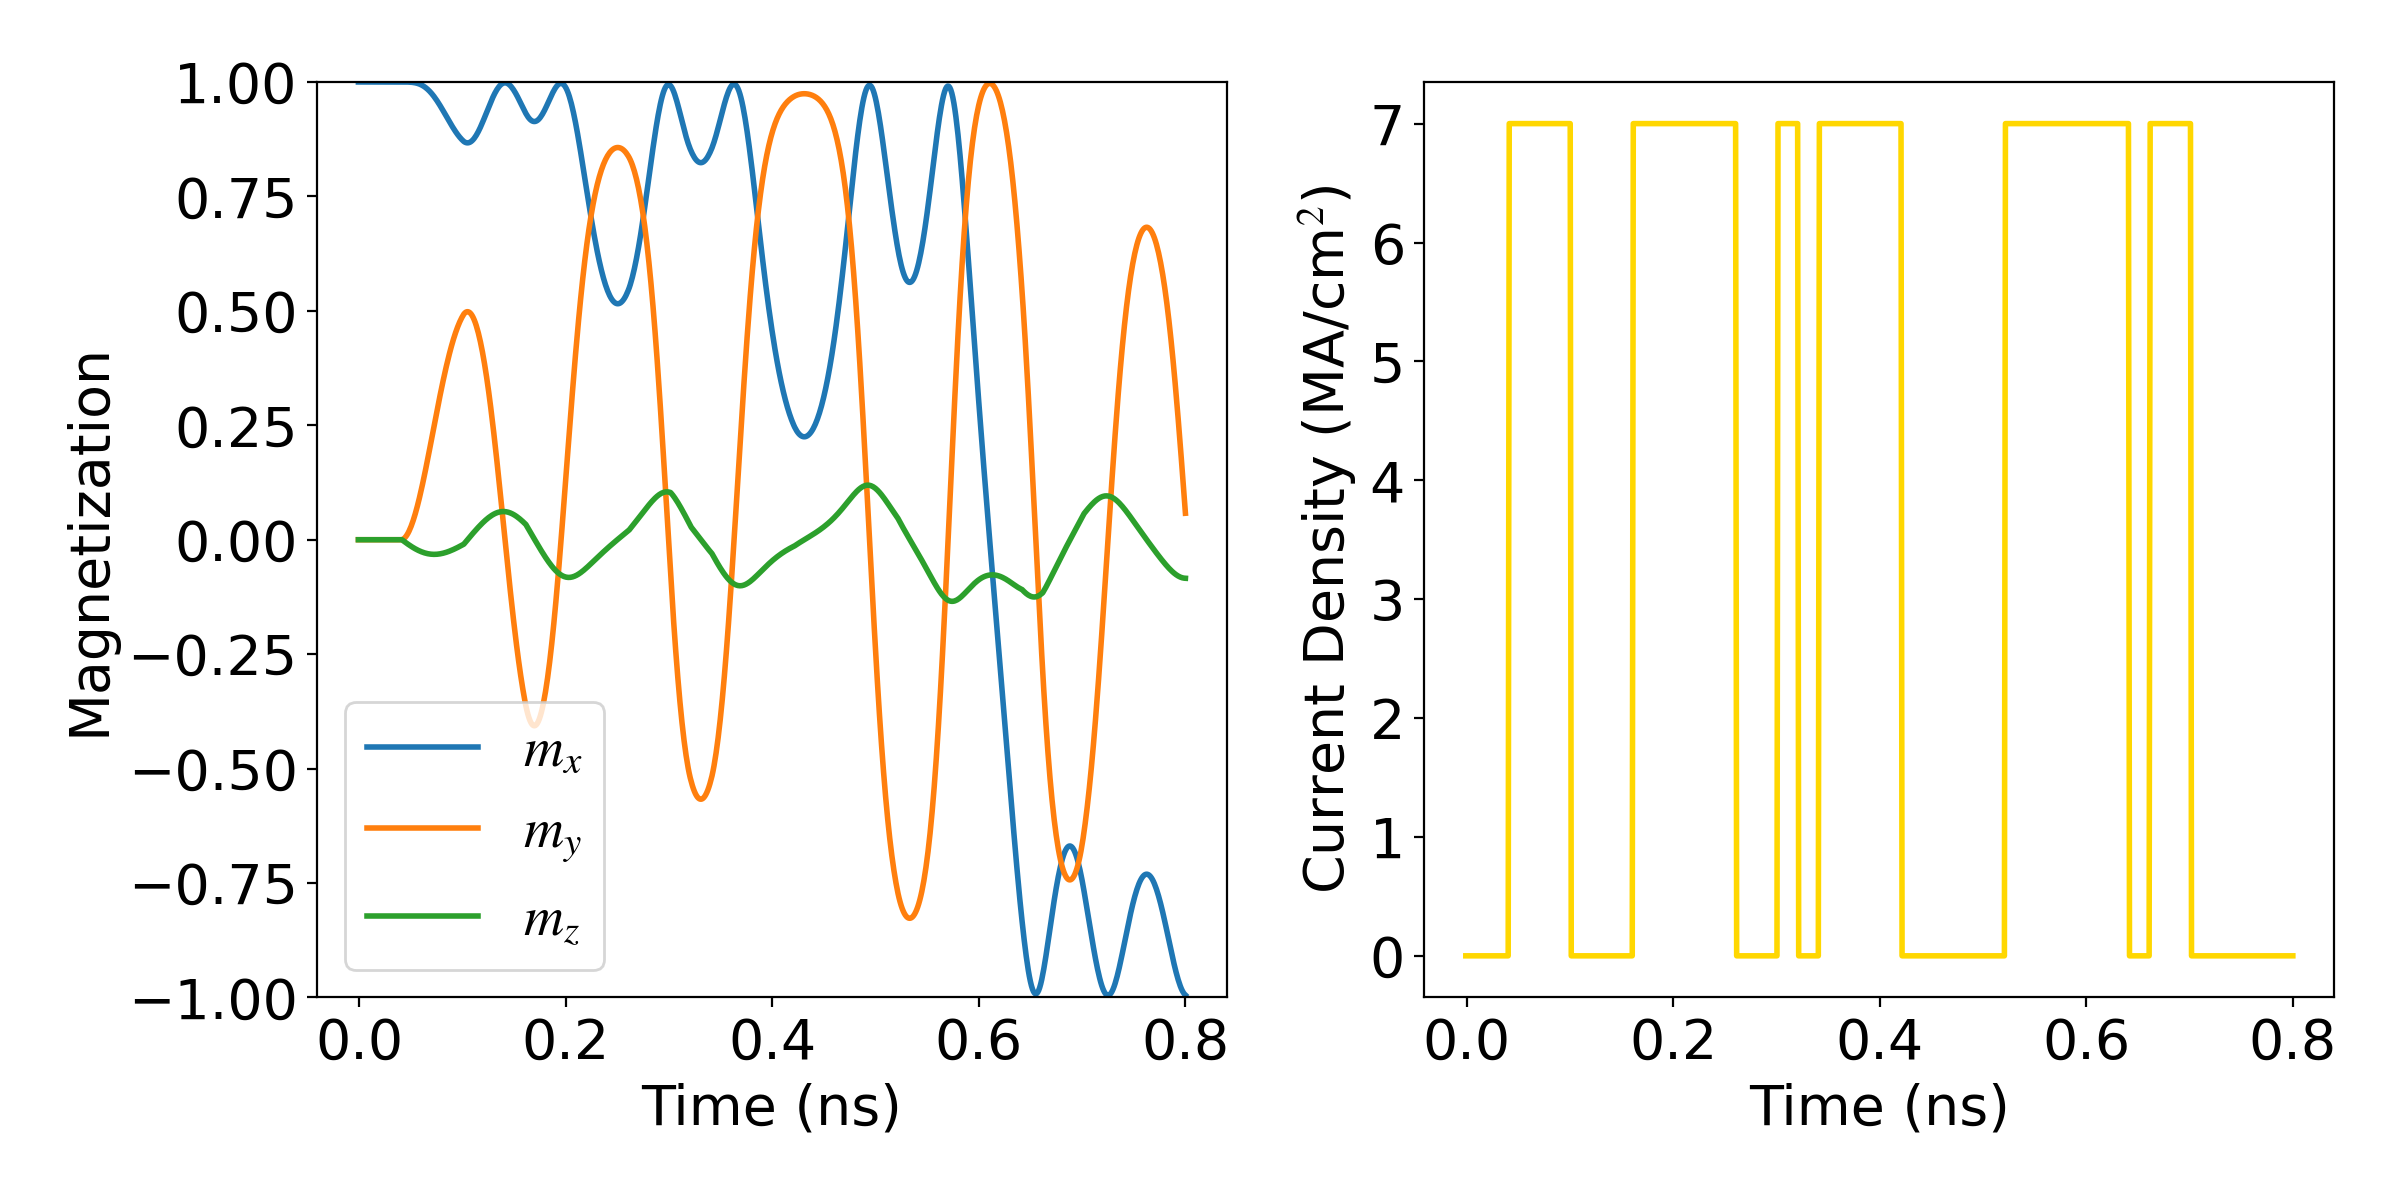 1.00
0.75
0.50
0.25
0.00
−0.25
−0.50
−0.75
−1.00
Magnetization
m_x
m_y
m_z
0.0 0.2 0.4 0.6 0.8
Time (ns)
7
6
5
4
3
2
1
0
Current Density (MA/cm²)
0.0 0.2 0.4 0.6 0.8
Time (ns)